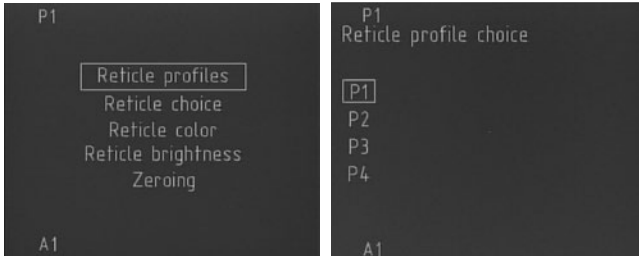 P1
Reticle profiles
Reticle choice
Reticle color
Reticle brightness
Zeroing
A1
P1
Reticle profile choice
P1
P2
P3
P4
A1